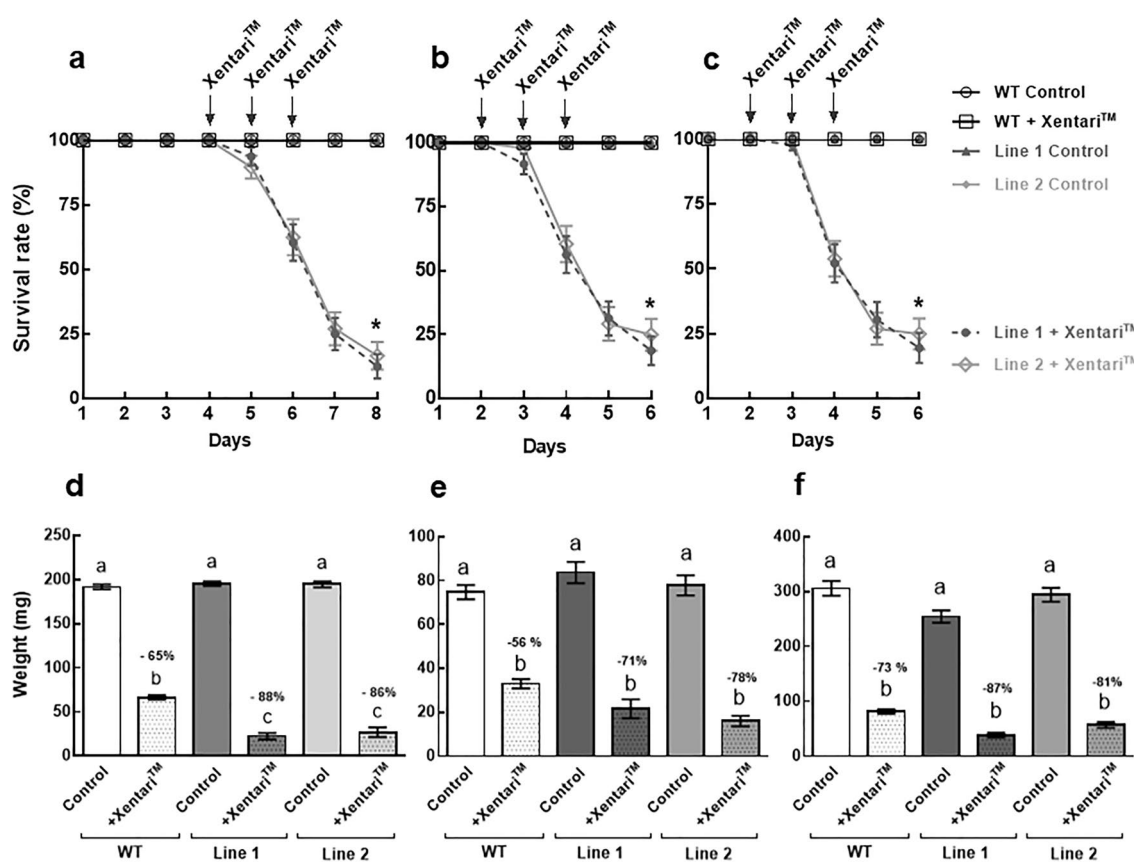 a
Xentari™
Xentari™
Xentari™
Survival rate (%)
100
75
50
25
0
1 2 3 4 5 6 7 8
*
Days
b
Xentari™
Xentari™
Xentari™
100
75
50
25
0
1 2 3 4 5 6
*
Days
c
Xentari™
Xentari™
Xentari™
100
75
50
25
0
1 2 3 4 5 6
*
Days
WT Control
WT + Xentari™
Line 1 Control
Line 2 Control
Line 1 + Xentari™
Line 2 + Xentari™
d
Weight (mg)
250
200
150
100
50
0
a
- 65%
b
a
- 88%
c
a
- 86%
c
Control
+Xentari™
Control
+Xentari™
Control
+Xentari™
WT Line 1 Line 2
e
100
80
60
40
20
0
a
-56 %
b
a
-71%
b
a
-78%
b
Control
+Xentari™
Control
+Xentari™
Control
+Xentari™
WT Line 1 Line 2
f
400
300
200
100
0
a
-73 %
b
a
-87%
b
a
-81%
b
Control
+Xentari™
Control
+Xentari™
Control
+Xentari™
WT Line 1 Line 2